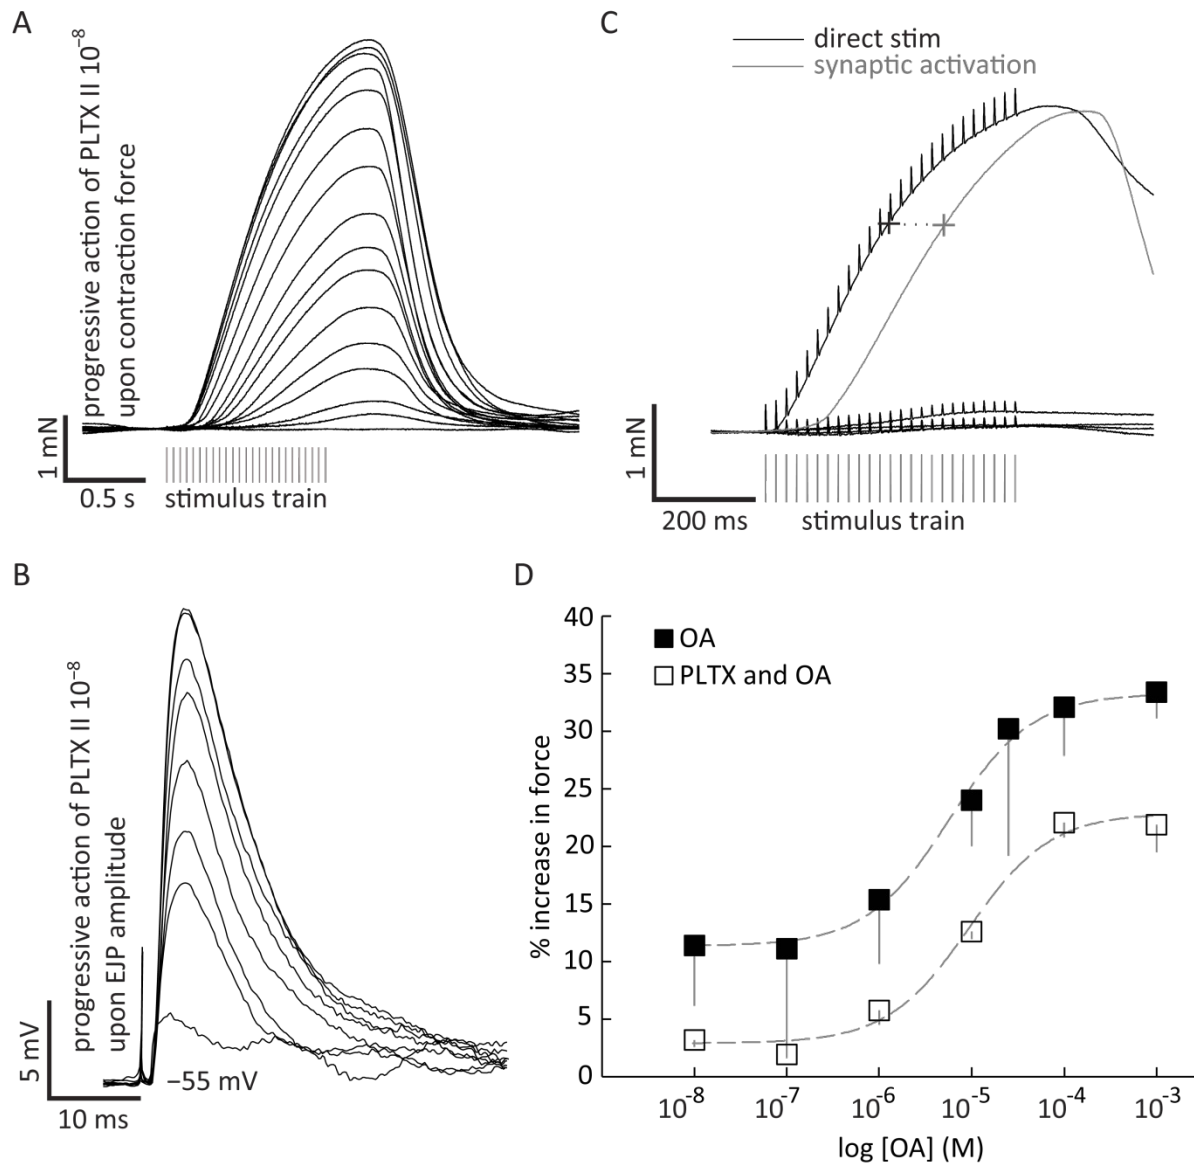 A
progressive action of PLTX II 10⁻⁸
upon contraction force
1 mN
0.5 s
stimulus train
C
direct stim
synaptic activation
1 mN
200 ms
stimulus train
B
progressive action of PLTX II 10⁻⁸
upon EJP amplitude
5 mV
10 ms
−55 mV
D
OA
PLTX and OA
% increase in force
40
35
30
25
20
15
10
5
0
10⁻⁸ 10⁻⁷ 10⁻⁶ 10⁻⁵ 10⁻⁴ 10⁻³
log [OA] (M)